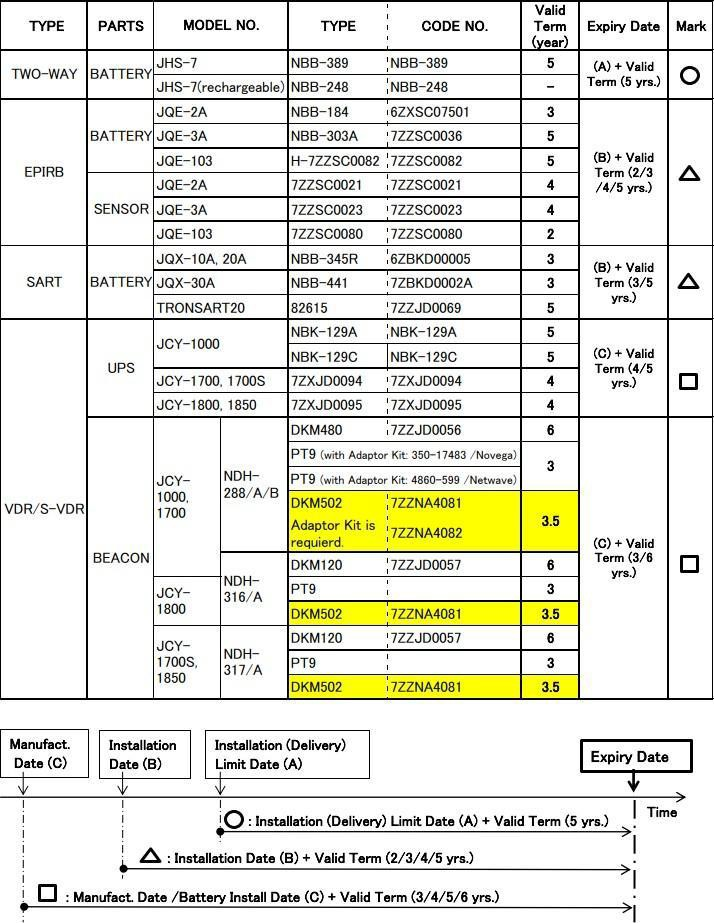 TYPE PARTS MODEL NO. TYPE CODE NO. Valid Term (year) Expiry Date Mark
TWO-WAY BATTERY JHS-7 NBB-389 NBB-389 5 (A) + Valid Term (5 yrs.) ○
JHS-7(rechargeable) NBB-248 NBB-248 -
EPIRB BATTERY JQE-2A NBB-184 6ZXSC07501 3 (B) + Valid Term (2/3 /4/5 yrs.) △
JQE-3A NBB-303A 7ZZSC0036 5
JQE-103 H-7ZZSC0082 7ZZSC0082 5
SENSOR JQE-2A 7ZZSC0021 7ZZSC0021 4
JQE-3A 7ZZSC0023 7ZZSC0023 4
JQE-103 7ZZSC0080 7ZZSC0080 2
SART BATTERY JQX-10A, 20A NBB-345R 6ZBKD00005 3 (B) + Valid Term (3/5 yrs.) △
JQX-30A NBB-441 7ZBKD0002A 3
TRONSART20 82615 7ZZJD0069 5
VDR/S-VDR UPS JCY-1000 NBK-129A NBK-129A 5 (C) + Valid Term (4/5 yrs.) □
NBK-129C NBK-129C 5
JCY-1700, 1700S 7ZXJD0094 7ZXJD0094 4
JCY-1800, 1850 7ZXJD0095 7ZXJD0095 4
BEACON JCY-1000, 1700 NDH-288/A/B DKM480 7ZZJD0056 6 (C) + Valid Term (3/6 yrs.) □
PT9 (with Adaptor Kit: 350-17483 /Novega) 3
PT9 (with Adaptor Kit: 4860-599 /Netwave)
DKM502 7ZZNA4081 3.5
Adaptor Kit is requierd. 7ZZNA4082
NDH-316/A DKM120 7ZZJD0057 6
JCY-1800 PT9 3
DKM502 7ZZNA4081 3.5
JCY-1700S, 1850 NDH-317/A DKM120 7ZZJD0057 6
PT9 3
DKM502 7ZZNA4081 3.5
Manufact. Date (C)
Installation Date (B)
Installation (Delivery) Limit Date (A)
Expiry Date
Time
○ : Installation (Delivery) Limit Date (A) + Valid Term (5 yrs.)
△ : Installation Date (B) + Valid Term (2/3/4/5 yrs.)
□ : Manufact. Date /Battery Install Date (C) + Valid Term (3/4/5/6 yrs.)